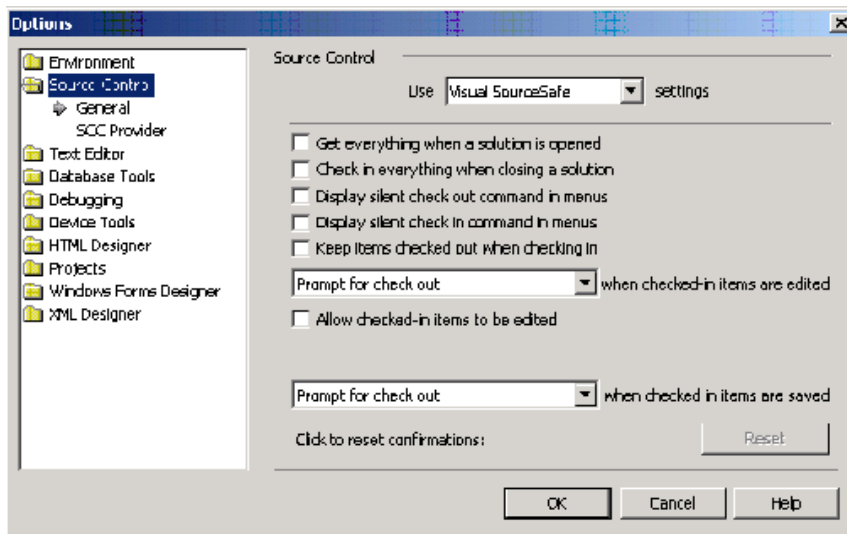 Options
Environment
Source Control
General
SCC Provider
Text Editor
Database Tools
Debugging
Device Tools
HTML Designer
Projects
Windows Forms Designer
XML Designer
Source Control
Use Visual SourceSafe settings
Get everything when a solution is opened
Check in everything when closing a solution
Display silent check out command in menus
Display silent check in command in menus
Keep items checked out when checking in
Prompt for check out when checked-in items are edited
Allow checked-in items to be edited
Prompt for check out when checked in items are saved
Click to reset confirmations: Reset
OK Cancel Help